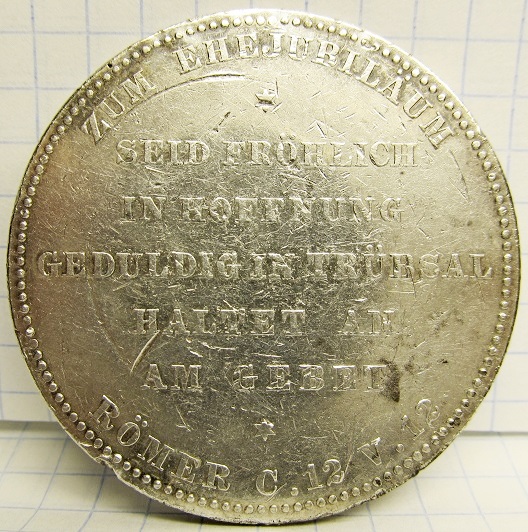 ZUM EHEJUBILÄUM
SEID FRÖHLICH
IN HOFFNUNG
GEDULDIG IN TRÜBSAL
HALTET AN
AM GEBET
RÖMER C. 12 V. 12